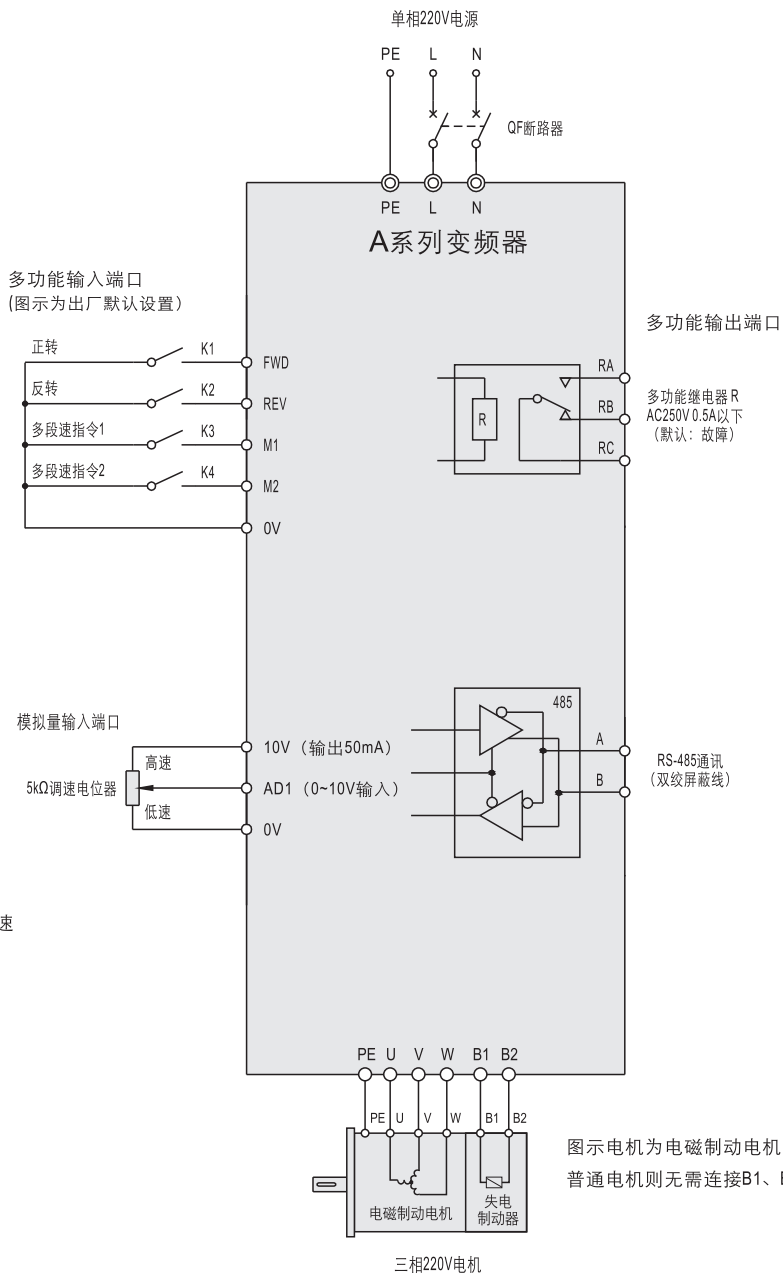 单相220V电源
PE L N
QF断路器
PE L N
A系列变频器
多功能输入端口
(图示为出厂默认设置)
正转 K1 FWD
反转 K2 REV
多段速指令1 K3 M1
多段速指令2 K4 M2
0V
多功能输出端口
RA
R
RB
RC
多功能继电器R
AC250V 0.5A以下
(默认：故障)
模拟量输入端口
10V（输出50mA）
高速
5kΩ调速电位器
AD1（0~10V输入）
低速
0V
485
A
B
RS-485通讯
(双绞屏蔽线)
速
PE U V W B1 B2
PE U V W B1 B2
电磁制动电机
失电
制动器
三相220V电机
图示电机为电磁制动电机
普通电机则无需连接B1、